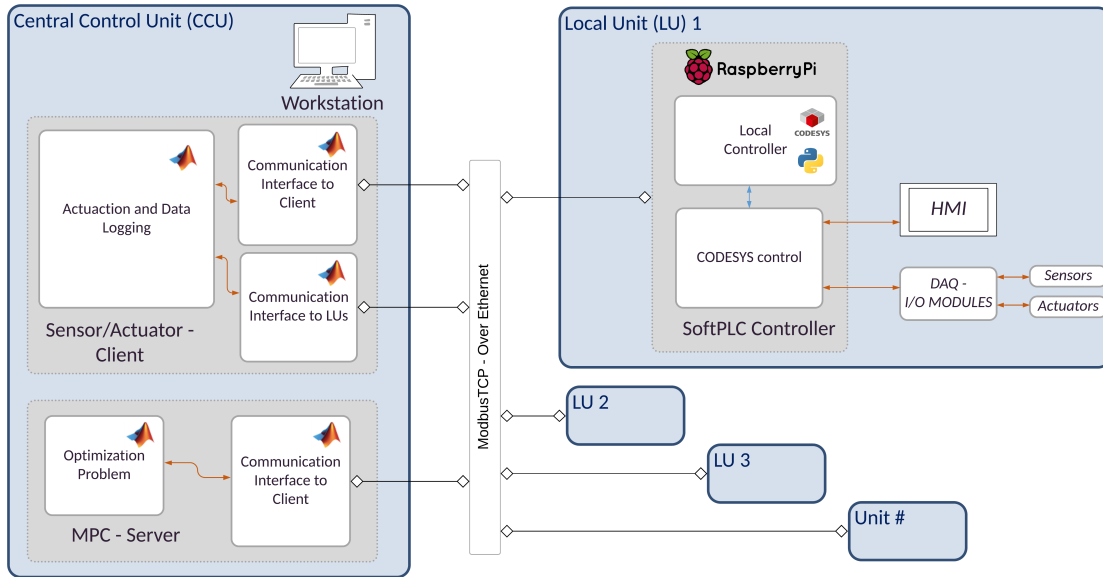 Central Control Unit (CCU)
Workstation
Actuaction and Data
Logging
Communication
Interface to
Client
Communication
Interface to LUs
Sensor/Actuator -
Client
Optimization
Problem
Communication
Interface to
Client
MPC - Server
ModbusTCP - Over Ethernet
Local Unit (LU) 1
RaspberryPi
Local
Controller
CODESYS
CODESYS control
SoftPLC Controller
HMI
DAQ -
I/O MODULES
Sensors
Actuators
LU 2
LU 3
Unit #